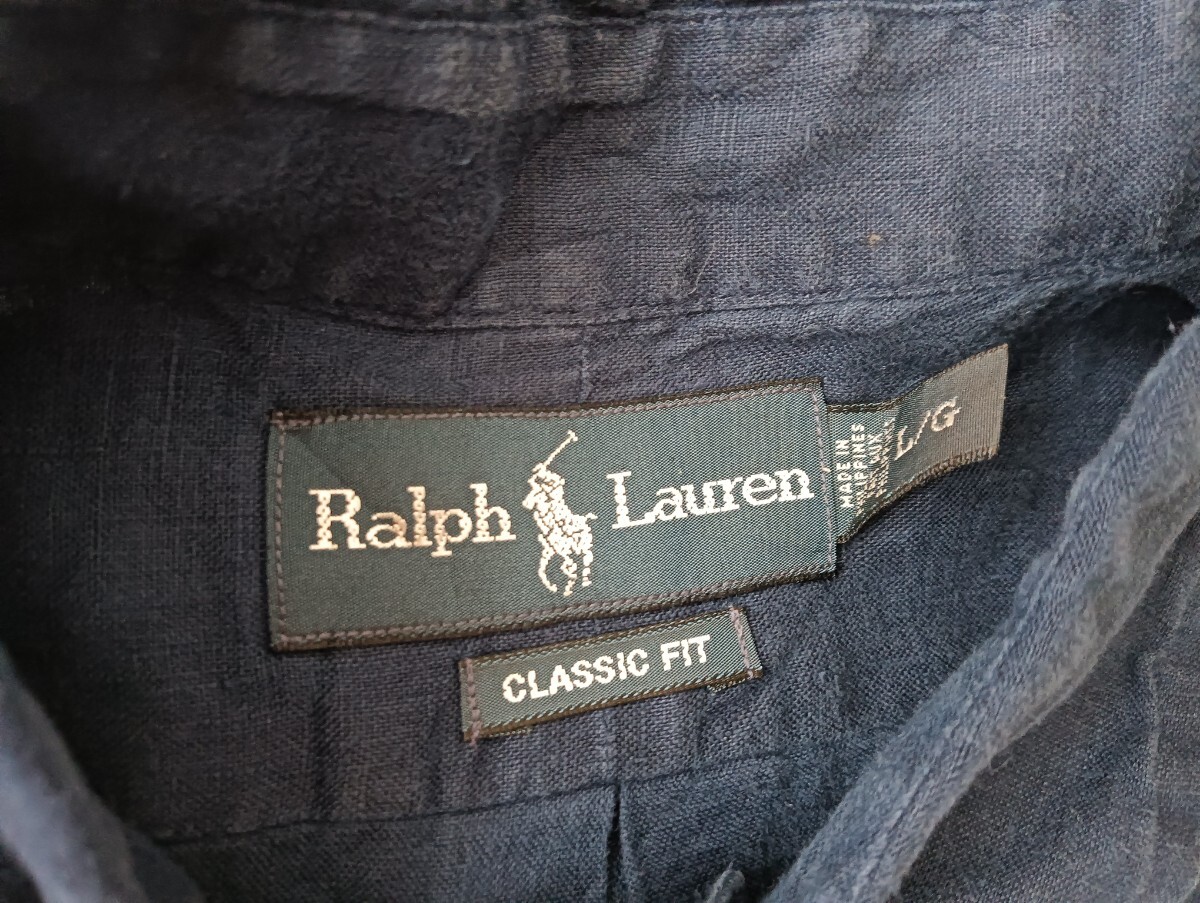 Ralph Lauren
CLASSIC FIT
L/G
MADE IN